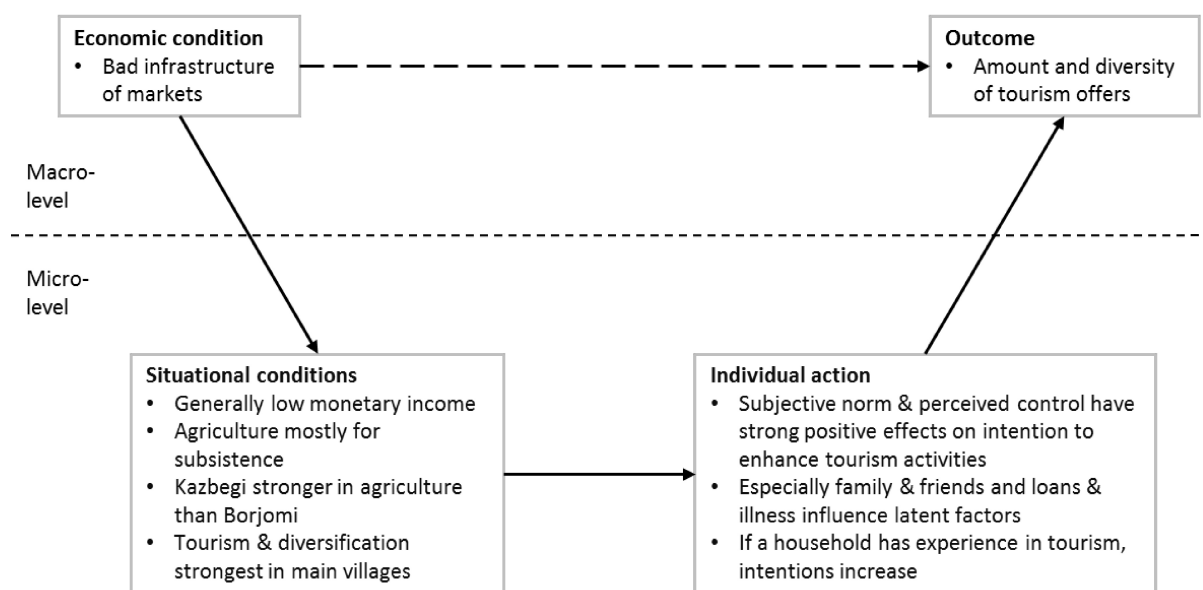 Economic condition
• Bad infrastructure
of markets
Outcome
• Amount and diversity
of tourism offers
Macro-
level
Micro-
level
Situational conditions
• Generally low monetary income
• Agriculture mostly for
subsistence
• Kazbegi stronger in agriculture
than Borjomi
• Tourism & diversification
strongest in main villages
Individual action
• Subjective norm & perceived control have
strong positive effects on intention to
enhance tourism activities
• Especially family & friends and loans &
illness influence latent factors
• If a household has experience in tourism,
intentions increase